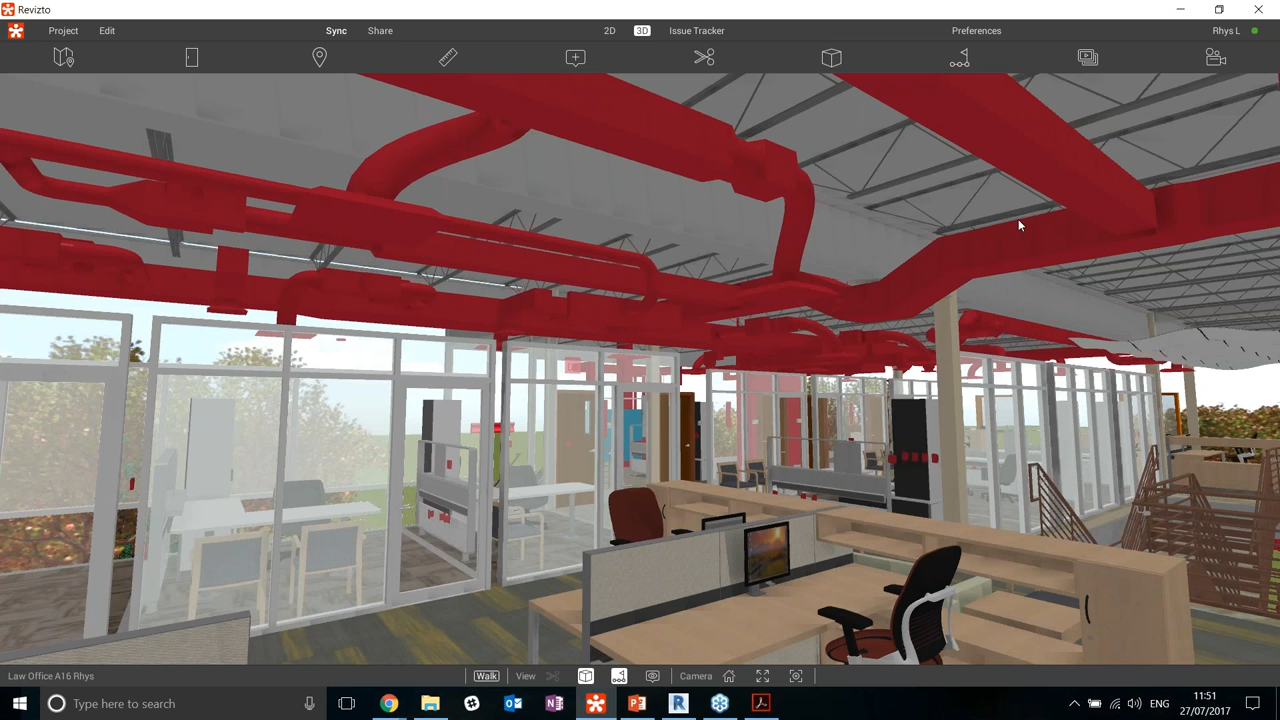 Revizto
Project Edit Sync Share 2D 3D Issue Tracker Preferences Rhys L
Law Office A16 Rhys Walk View Camera
Type here to search ENG 11:51
27/07/2017